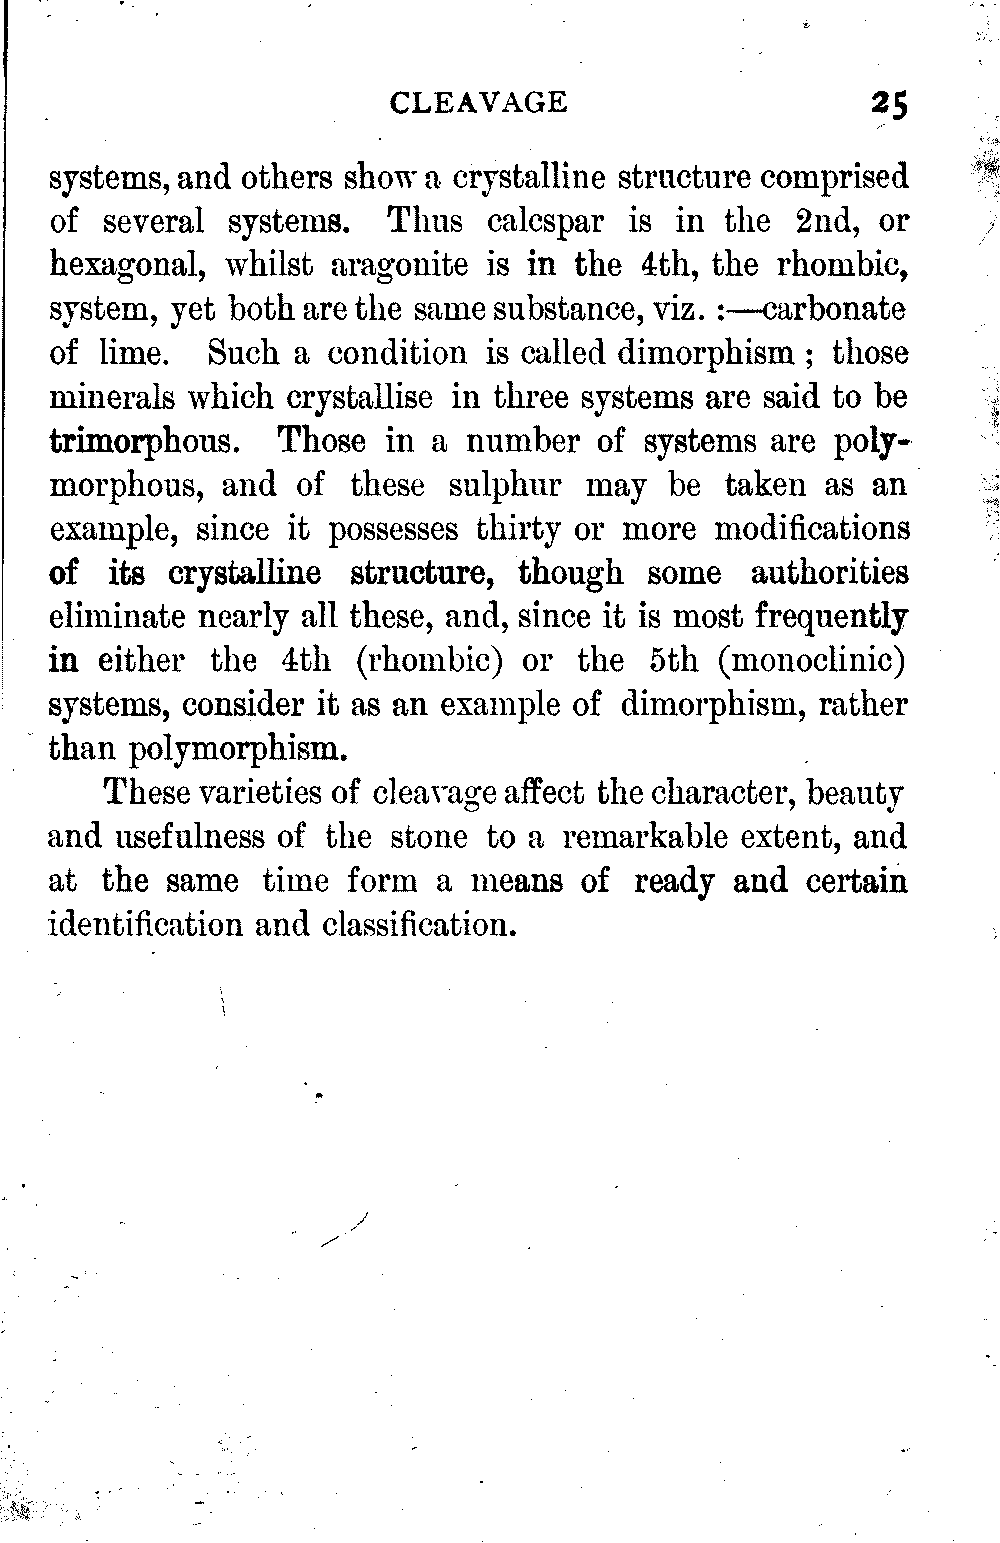 CLEAVAGE 25
systems, and others show a crystalline structure comprised
of several systems. Thus calcspar is in the 2nd, or
hexagonal, whilst aragonite is in the 4th, the rhombic,
system, yet both are the same substance, viz. :—carbonate
of lime. Such a condition is called dimorphism ; those
minerals which crystallise in three systems are said to be
trimorphous. Those in a number of systems are poly-
morphous, and of these sulphur may be taken as an
example, since it possesses thirty or more modifications
of its crystalline structure, though some authorities
eliminate nearly all these, and, since it is most frequently
in either the 4th (rhombic) or the 5th (monoclinic)
systems, consider it as an example of dimorphism, rather
than polymorphism.
These varieties of cleavage affect the character, beauty
and usefulness of the stone to a remarkable extent, and
at the same time form a means of ready and certain
identification and classification.